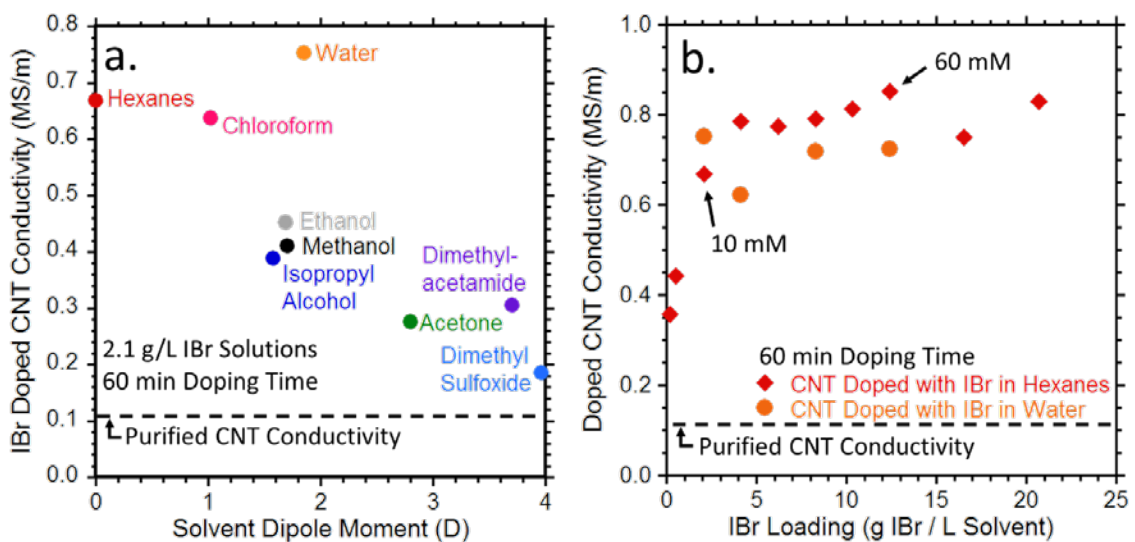 a.
IBr Doped CNT Conductivity (MS/m)
0.8
0.7
0.6
0.5
0.4
0.3
0.2
0.1
0.0
Water
Hexanes
Chloroform
Ethanol
Methanol
Isopropyl
Alcohol
Dimethyl-
acetamide
Acetone
Dimethyl
Sulfoxide
2.1 g/L IBr Solutions
60 min Doping Time
Purified CNT Conductivity
0 1 2 3 4
Solvent Dipole Moment (D)
b.
Doped CNT Conductivity (MS/m)
1.0
0.8
0.6
0.4
0.2
0.0
60 mM
10 mM
60 min Doping Time
CNT Doped with IBr in Hexanes
CNT Doped with IBr in Water
Purified CNT Conductivity
0 5 10 15 20 25
IBr Loading (g IBr / L Solvent)